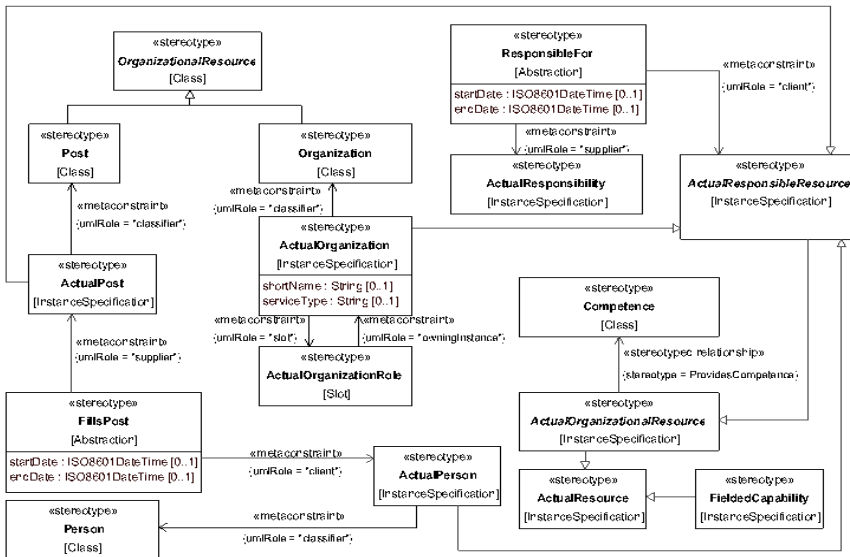 «stereotype»
OrganizationalResource
[Class]
«stereotype»
ResponsibleFor
[Abstraction]
startDate : ISO8601DateTime [0..1]
endDate : ISO8601DateTime [0..1]
«metaconstraint»
{umlRole = "client"}
«stereotype»
Post
[Class]
«stereotype»
Organization
[Class]
«metaconstraint»
{umlRole = "supplier"}
«stereotype»
ActualResponsibility
[InstanceSpecification]
«stereotype»
ActualResponsibleResource
[InstanceSpecification]
«metaconstraint»
{umlRole = "classifier"}
«metaconstraint»
{umlRole = "classifier"}
«stereotype»
ActualPost
[InstanceSpecification]
«stereotype»
ActualOrganization
[InstanceSpecification]
shortName : String [0..1]
serviceType : String [0..1]
«stereotype»
Competence
[Class]
«metaconstraint»
{umlRole = "supplier"}
«metaconstraint»
{umlRole = "slot"}
«metaconstraint»
{umlRole = "owningInstance"}
«stereotype»
ActualOrganizationRole
[Slot]
«stereotyped relationship»
{stereotype = ProvidesCompetence}
«stereotype»
FillsPost
[Abstraction]
startDate : ISO8601DateTime [0..1]
endDate : ISO8601DateTime [0..1]
«stereotype»
ActualOrganizationalResource
[InstanceSpecification]
«metaconstraint»
{umlRole = "client"}
«stereotype»
ActualPerson
[InstanceSpecification]
«stereotype»
ActualResource
[InstanceSpecification]
«stereotype»
FieldedCapability
[InstanceSpecification]
«stereotype»
Person
[Class]
«metaconstraint»
{umlRole = "classifier"}